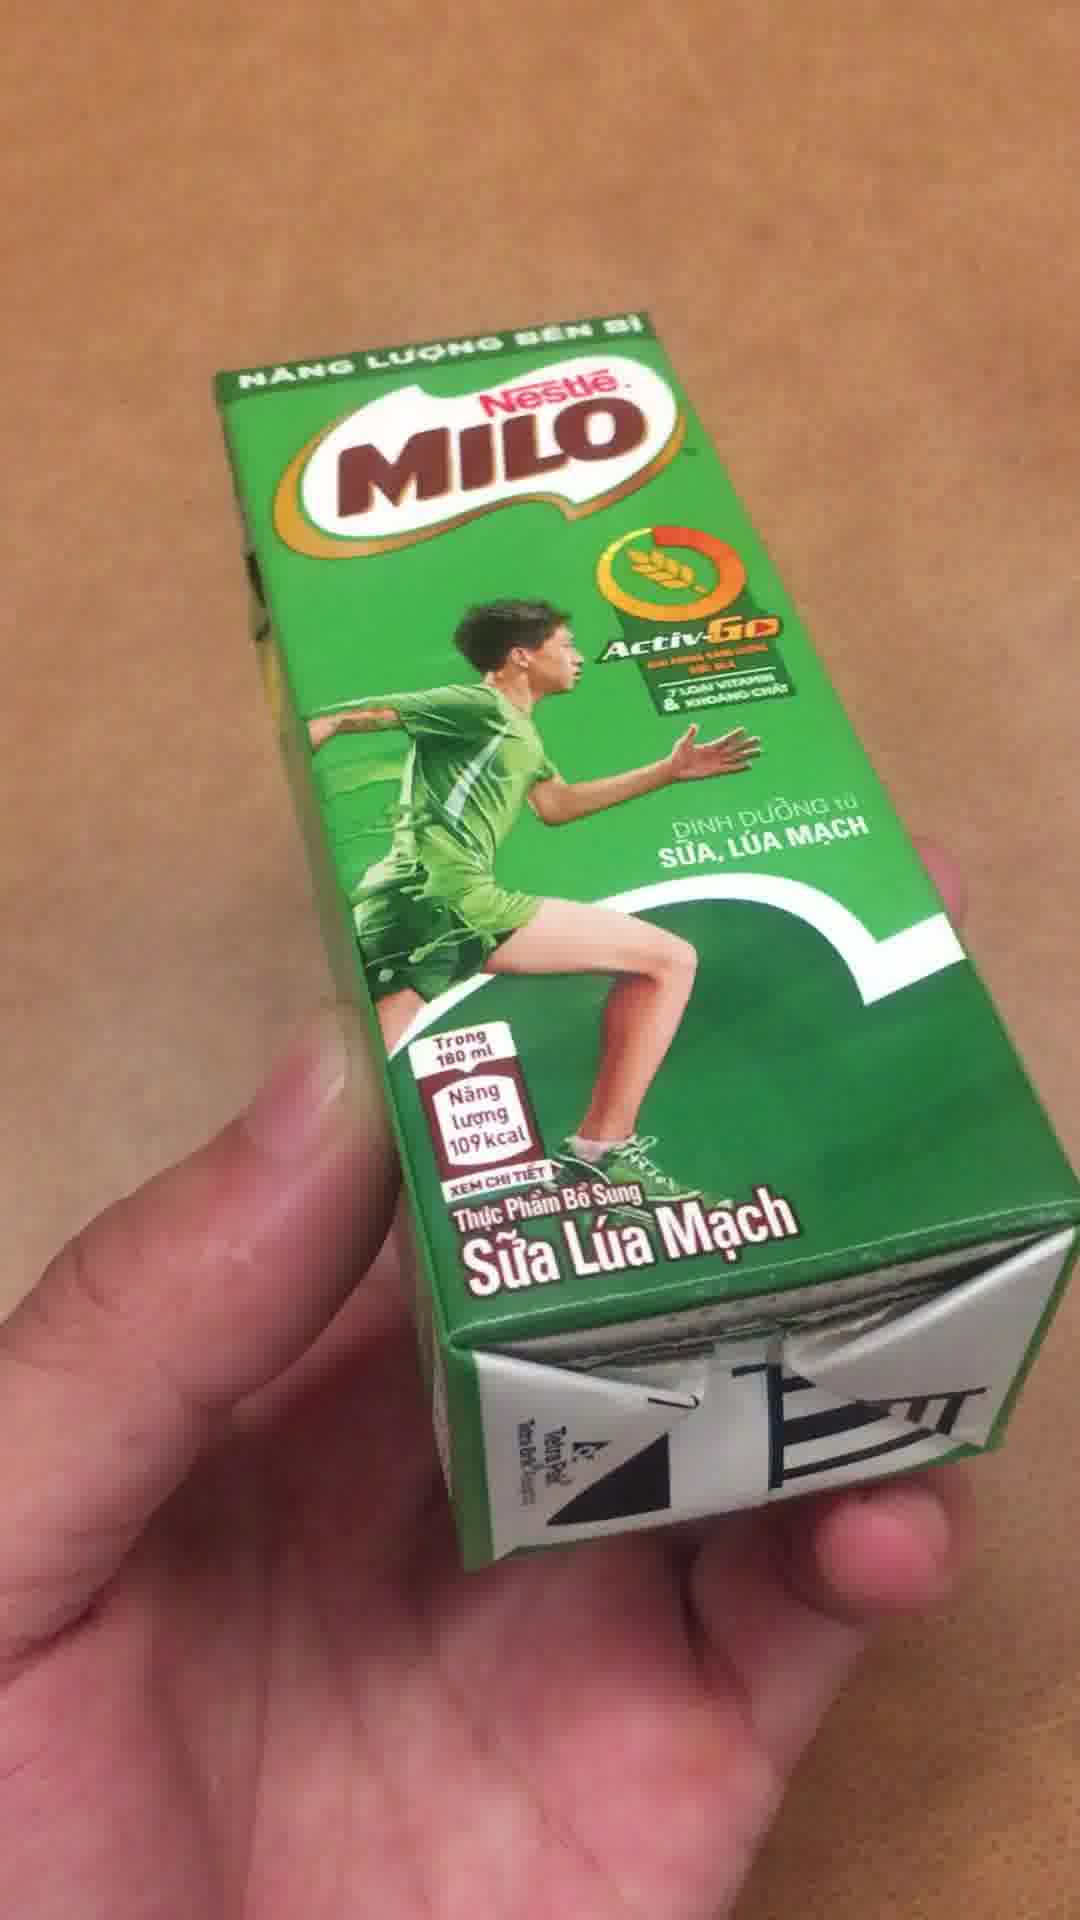 NĂNG LƯỢNG BỀN BỈ
Nestlé
MILO
Activ-Go
7 LOẠI VITAMIN
& KHOÁNG CHẤT
DINH DƯỠNG từ
SỮA, LÚA MẠCH
Trong
180 ml
Năng
lượng
109 kcal
XEM CHI TIẾT
Thực Phẩm Bổ Sung
Sữa Lúa Mạch
Tetra Pak